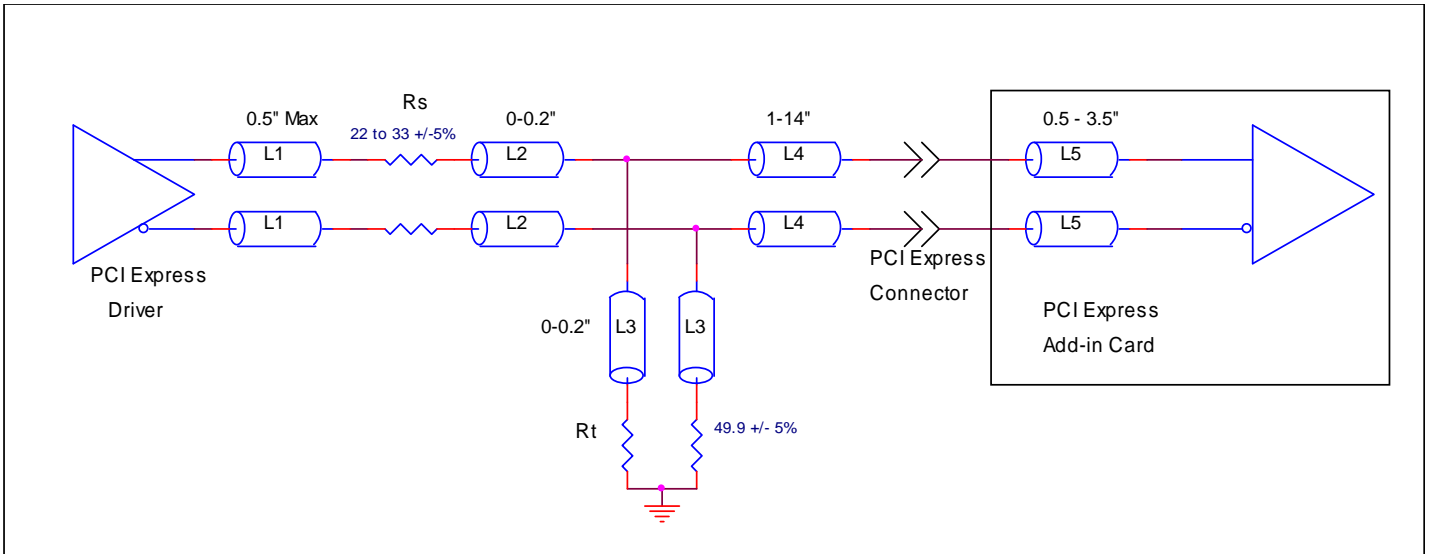 Rs
0.5" Max
22 to 33 +/-5%
0-0.2"
1-14"
0.5 - 3.5"
L1
L2
L4
L5
L1
L2
L4
L5
PCI Express
Driver
PCI Express
Connector
0-0.2"
L3
L3
PCI Express
Add-in Card
Rt
49.9 +/- 5%